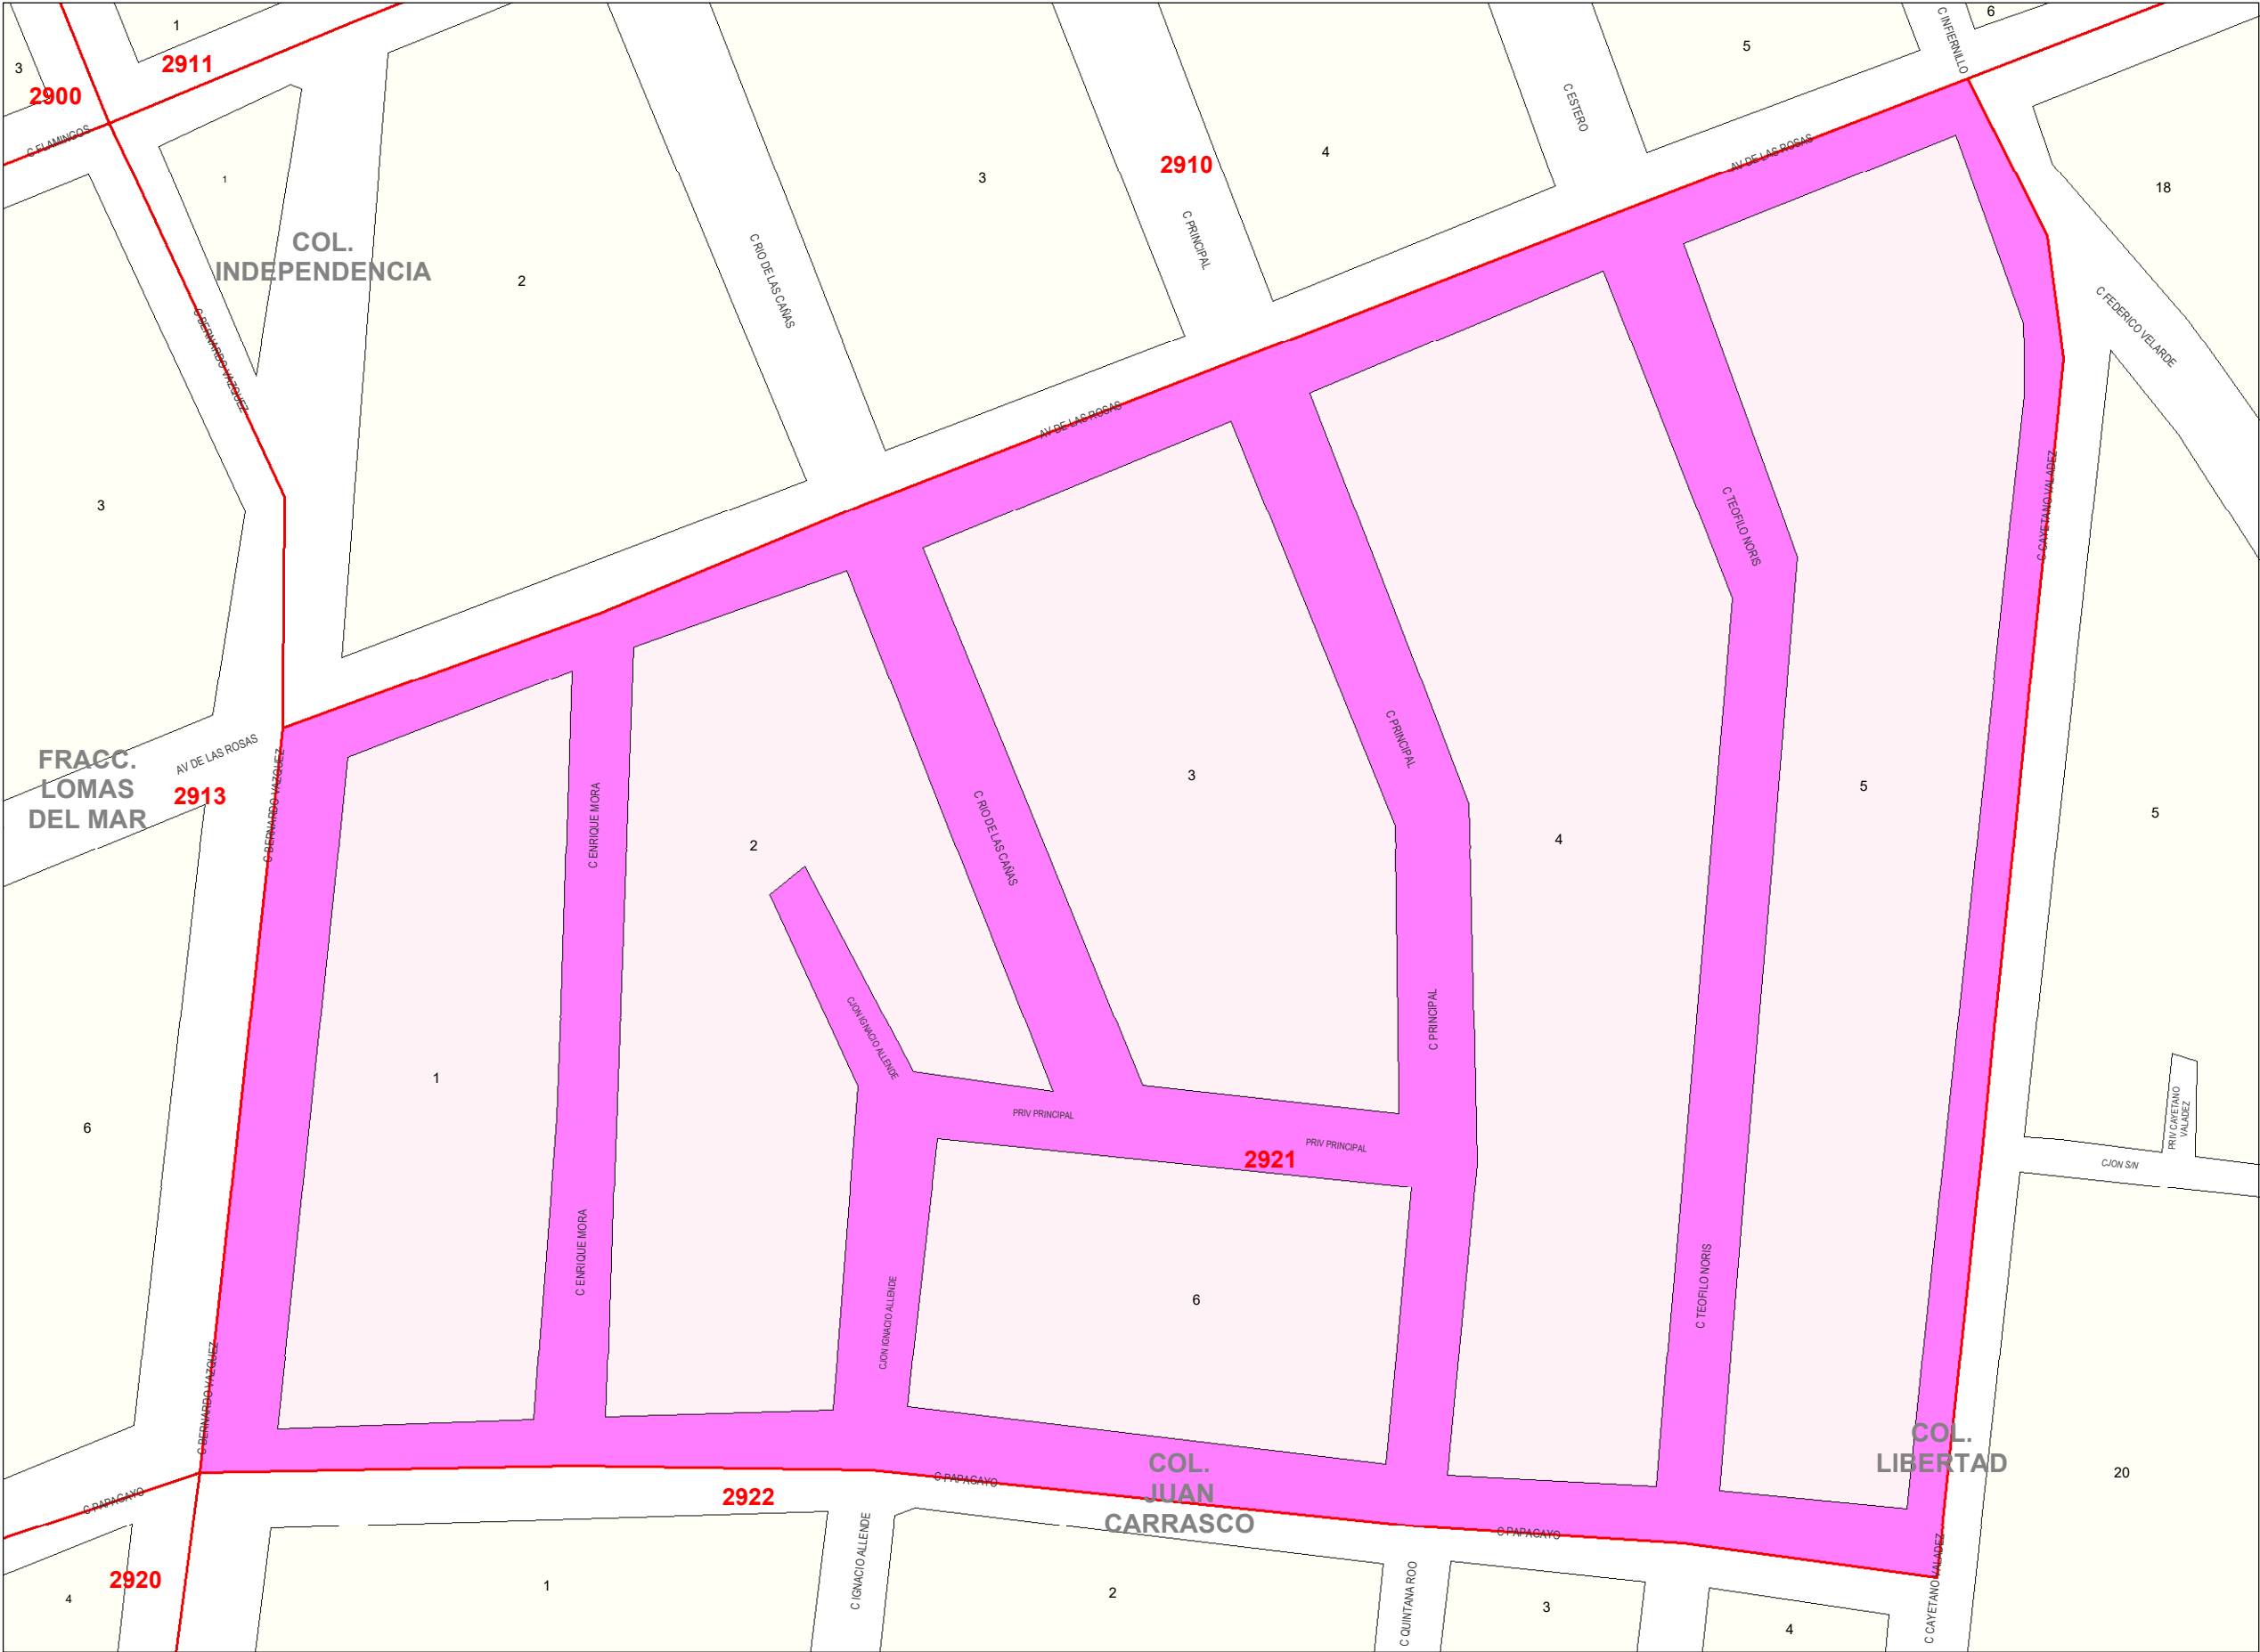 1
2911
3
2900
C FLAMINGOS
1
COL.
INDEPENDENCIA
2
C BERNARDO VAZQUEZ
3
C RIO DE LAS CAÑAS
3
2910
C PRINCIPAL
4
C ESTERO
5
C INFIERNILLO
6
AV DE LAS ROSAS
18
C FEDERICO VELARDE
AV DE LAS ROSAS
C TEOFILO NORIS
C CAYETANO VALADEZ
FRACC.
LOMAS
DEL MAR
AV DE LAS ROSAS
2913
C BERNARDO VAZQUEZ
C ENRIQUE MORA
2
C RIO DE LAS CAÑAS
3
C PRINCIPAL
4
5
5
1
CJON IGNACIO ALLENDE
C PRINCIPAL
PRIV PRINCIPAL
PRIV PRINCIPAL
2921
PRIV CAYETANO
VALADEZ
CJON S/N
6
C ENRIQUE MORA
CJON IGNACIO ALLENDE
6
C TEOFILO NORIS
C BERNARDO VAZQUEZ
COL.
LIBERTAD
20
COL.
JUAN
CARRASCO
C PAPAGAYO
C PAPAGAYO
2922
C PAPAGAYO
2920
4
1
C IGNACIO ALLENDE
2
C QUINTANA ROO
3
4
C CAYETANO VALADEZ